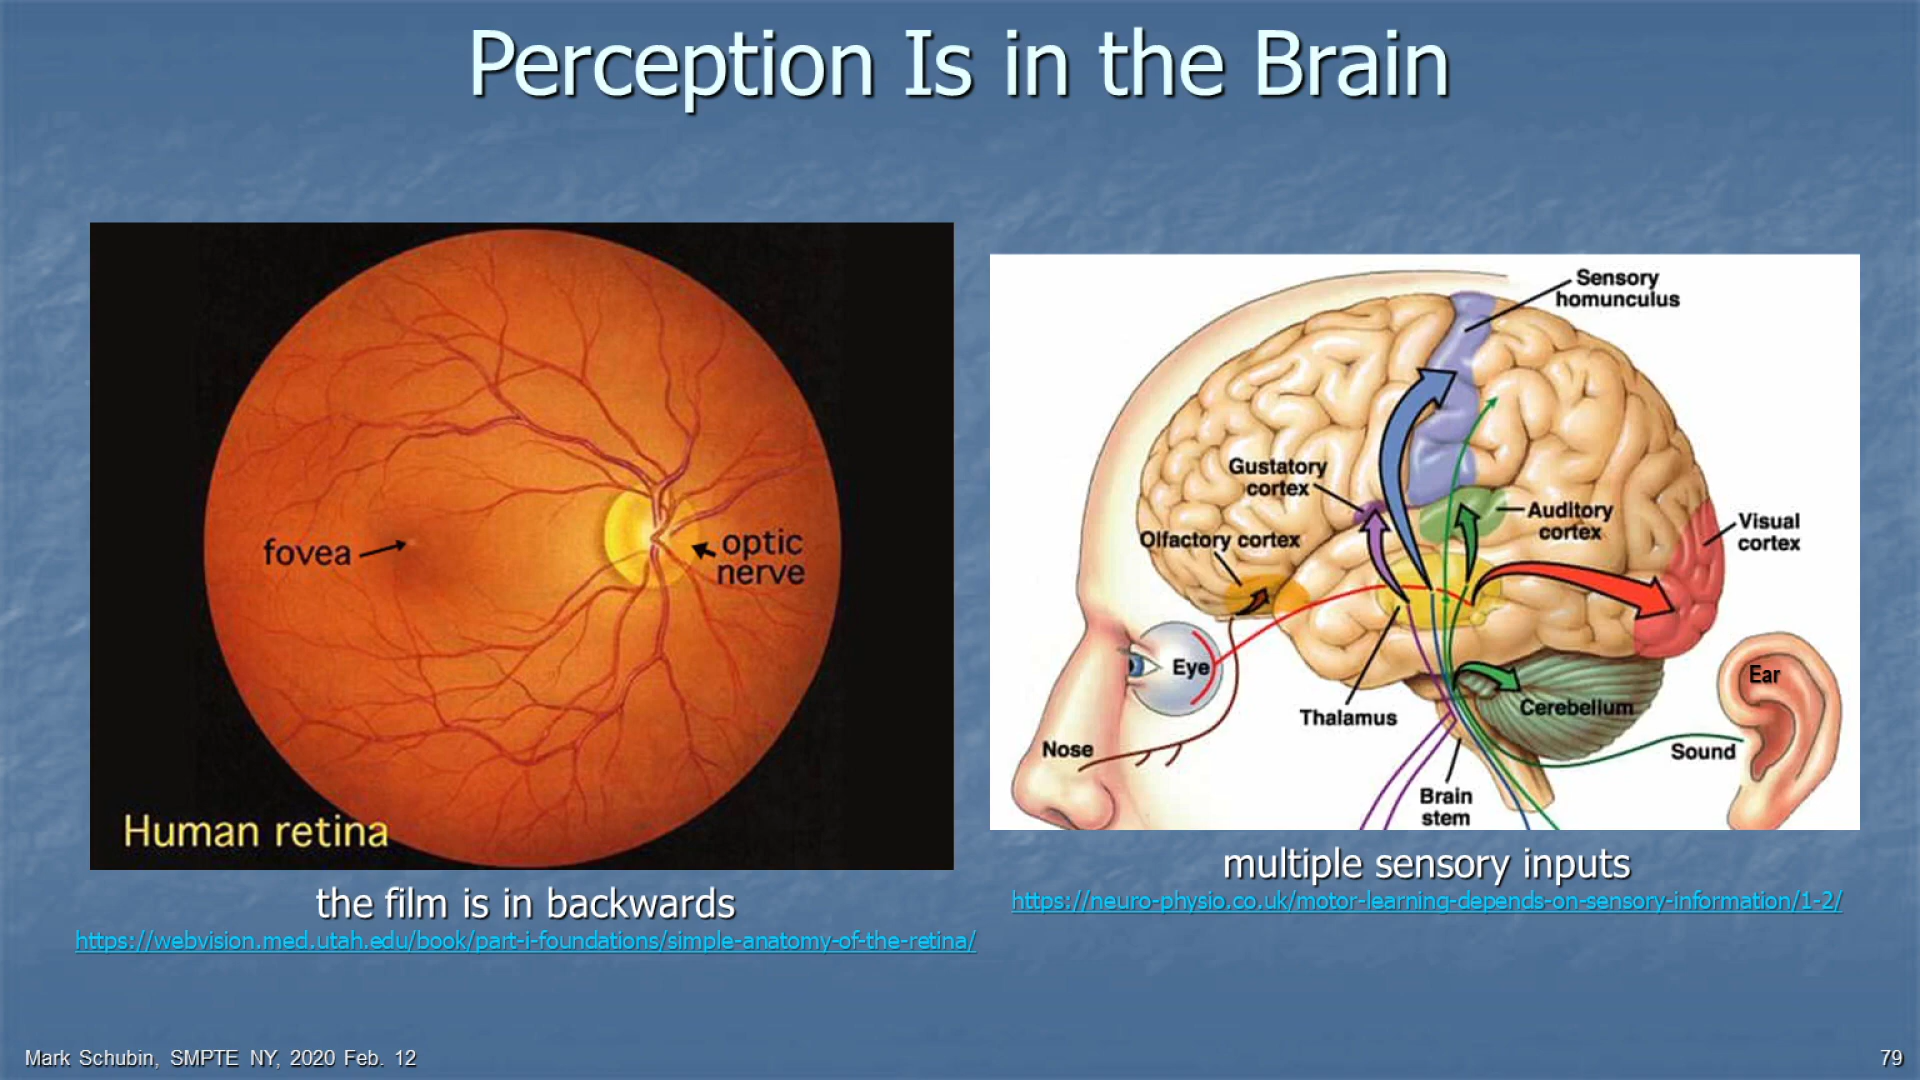 Perception Is in the Brain
fovea
optic
nerve
Human retina
the film is in backwards
https://webvision.med.utah.edu/book/part-i-foundations/simple-anatomy-of-the-retina/
Sensory
homunculus
Gustatory
cortex
Auditory
cortex
Visual
cortex
Olfactory cortex
Eye
Ear
Thalamus
Cerebellum
Nose
Sound
Brain
stem
multiple sensory inputs
https://neuro-physio.co.uk/motor-learning-depends-on-sensory-information/1-2/
Mark Schubin, SMPTE NY, 2020 Feb. 12
79